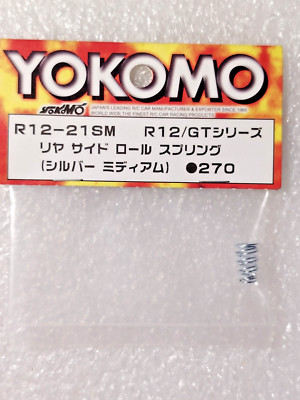 YOKOMO
YOKOMO
JAPAN'S LEADING R/C CAR MANUFACTURER & EXPORTER SINCE
WORLD WIDE THE FINEST R/C CAR RACING PRODUCTS
R12-21SM R12/GTシリーズ
リヤ サイド ロール スプリング
(シルバー ミディアム) ●270